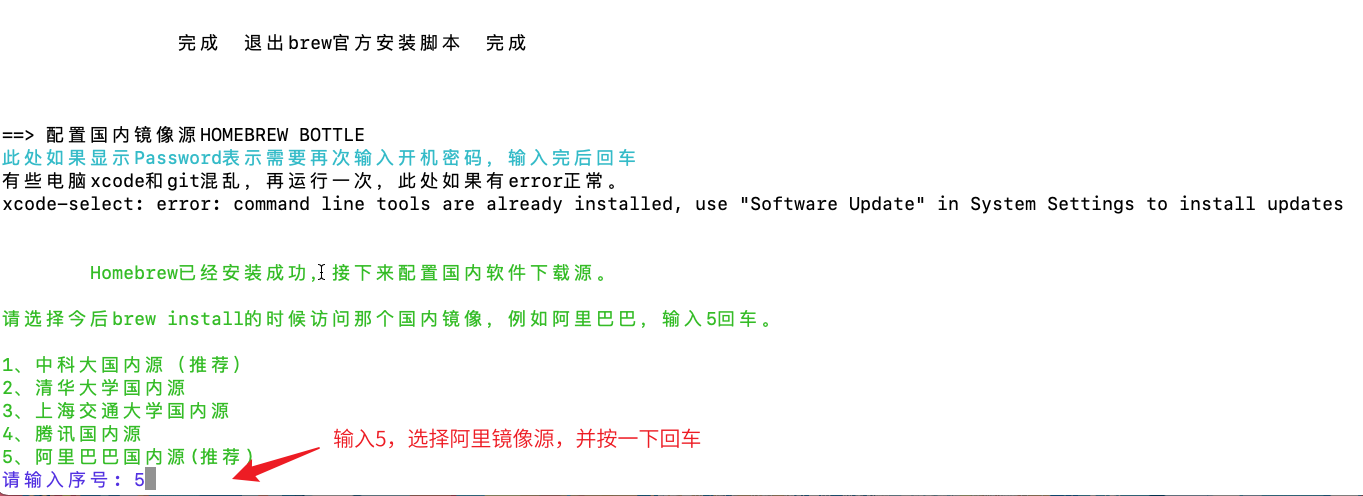 完成 退出brew官方安装脚本 完成
==> 配置国内镜像源HOMEBREW BOTTLE
此处如果显示Password表示需要再次输入开机密码，输入完后回车
有些电脑xcode和git混乱，再运行一次，此处如果有error正常。
xcode-select: error: command line tools are already installed, use "Software Update" in System Settings to install updates
Homebrew已经安装成功，接下来配置国内软件下载源。
请选择今后brew install的时候访问那个国内镜像，例如阿里巴巴，输入5回车。
1、中科大国内源（推荐）
2、清华大学国内源
3、上海交通大学国内源
4、腾讯国内源
5、阿里巴巴国内源(推荐)
输入5，选择阿里镜像源，并按一下回车
请输入序号: 5